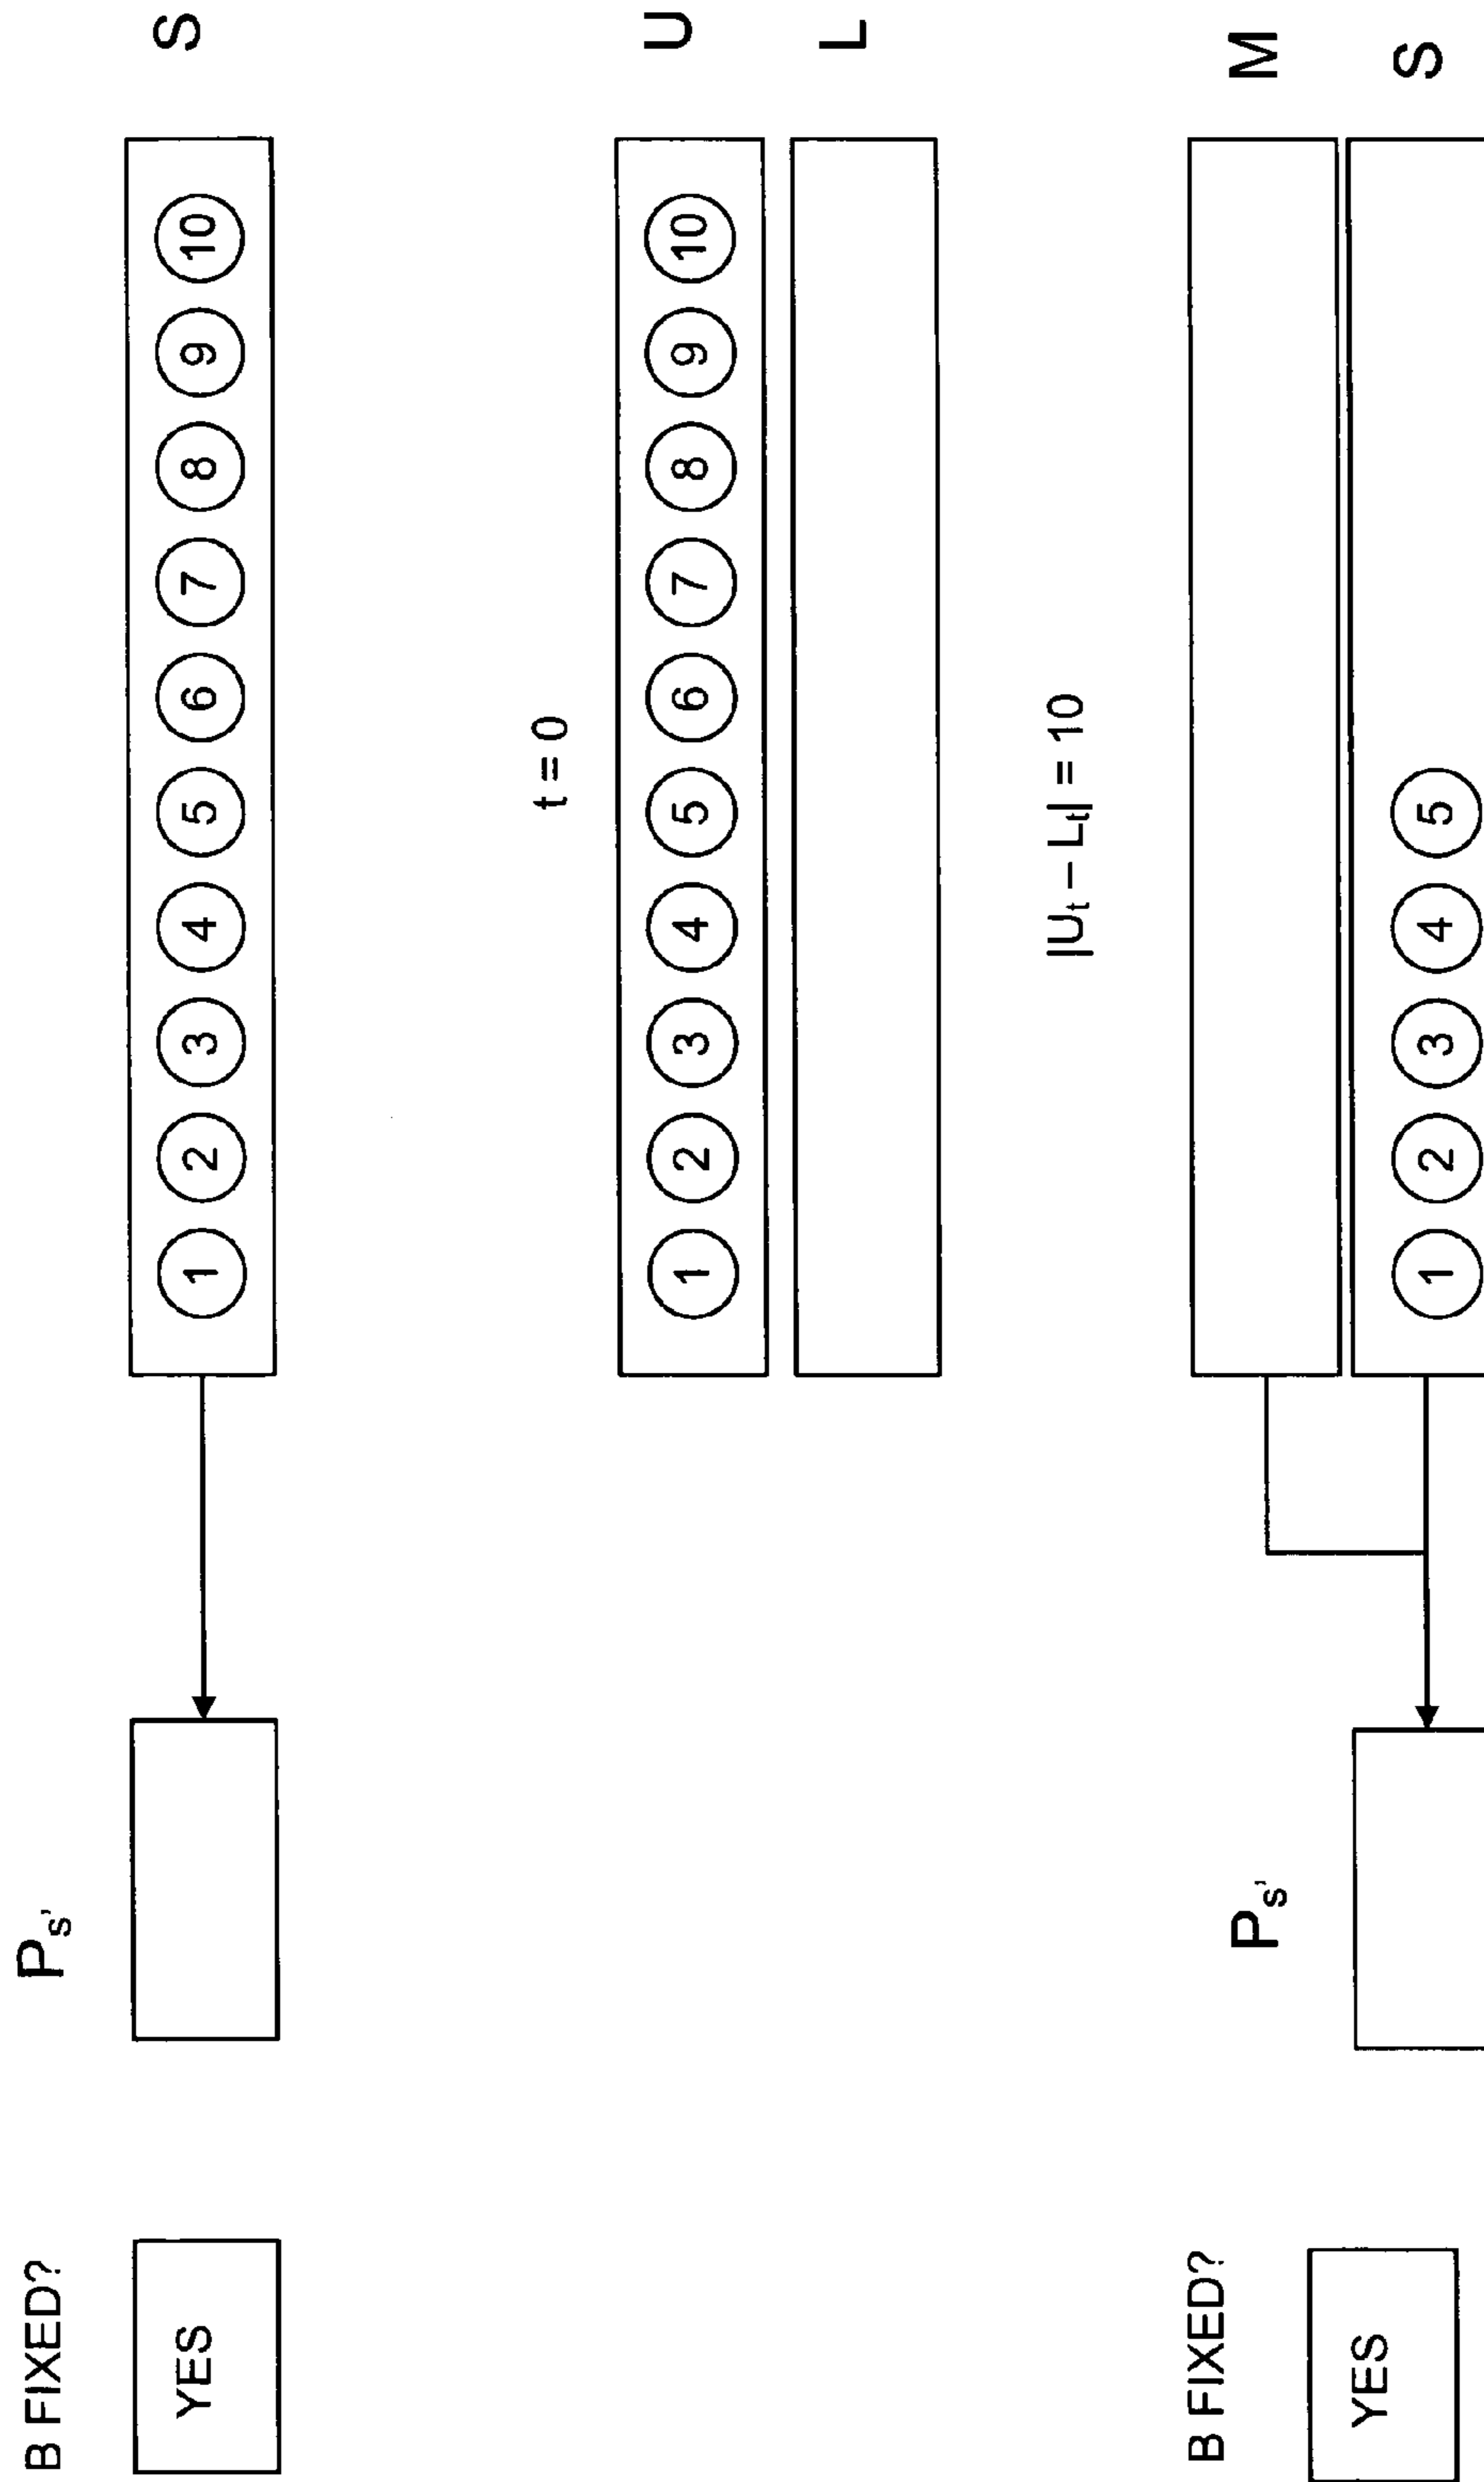 B FIXED?
P_s'
YES
1 2 3 4 5 6 7 8 9 10
S
t = 0
1 2 3 4 5 6 7 8 9 10
U
L
|U_t – L_t| = 10
B FIXED?
P_s'
M
YES
1 2 3 4 5
S